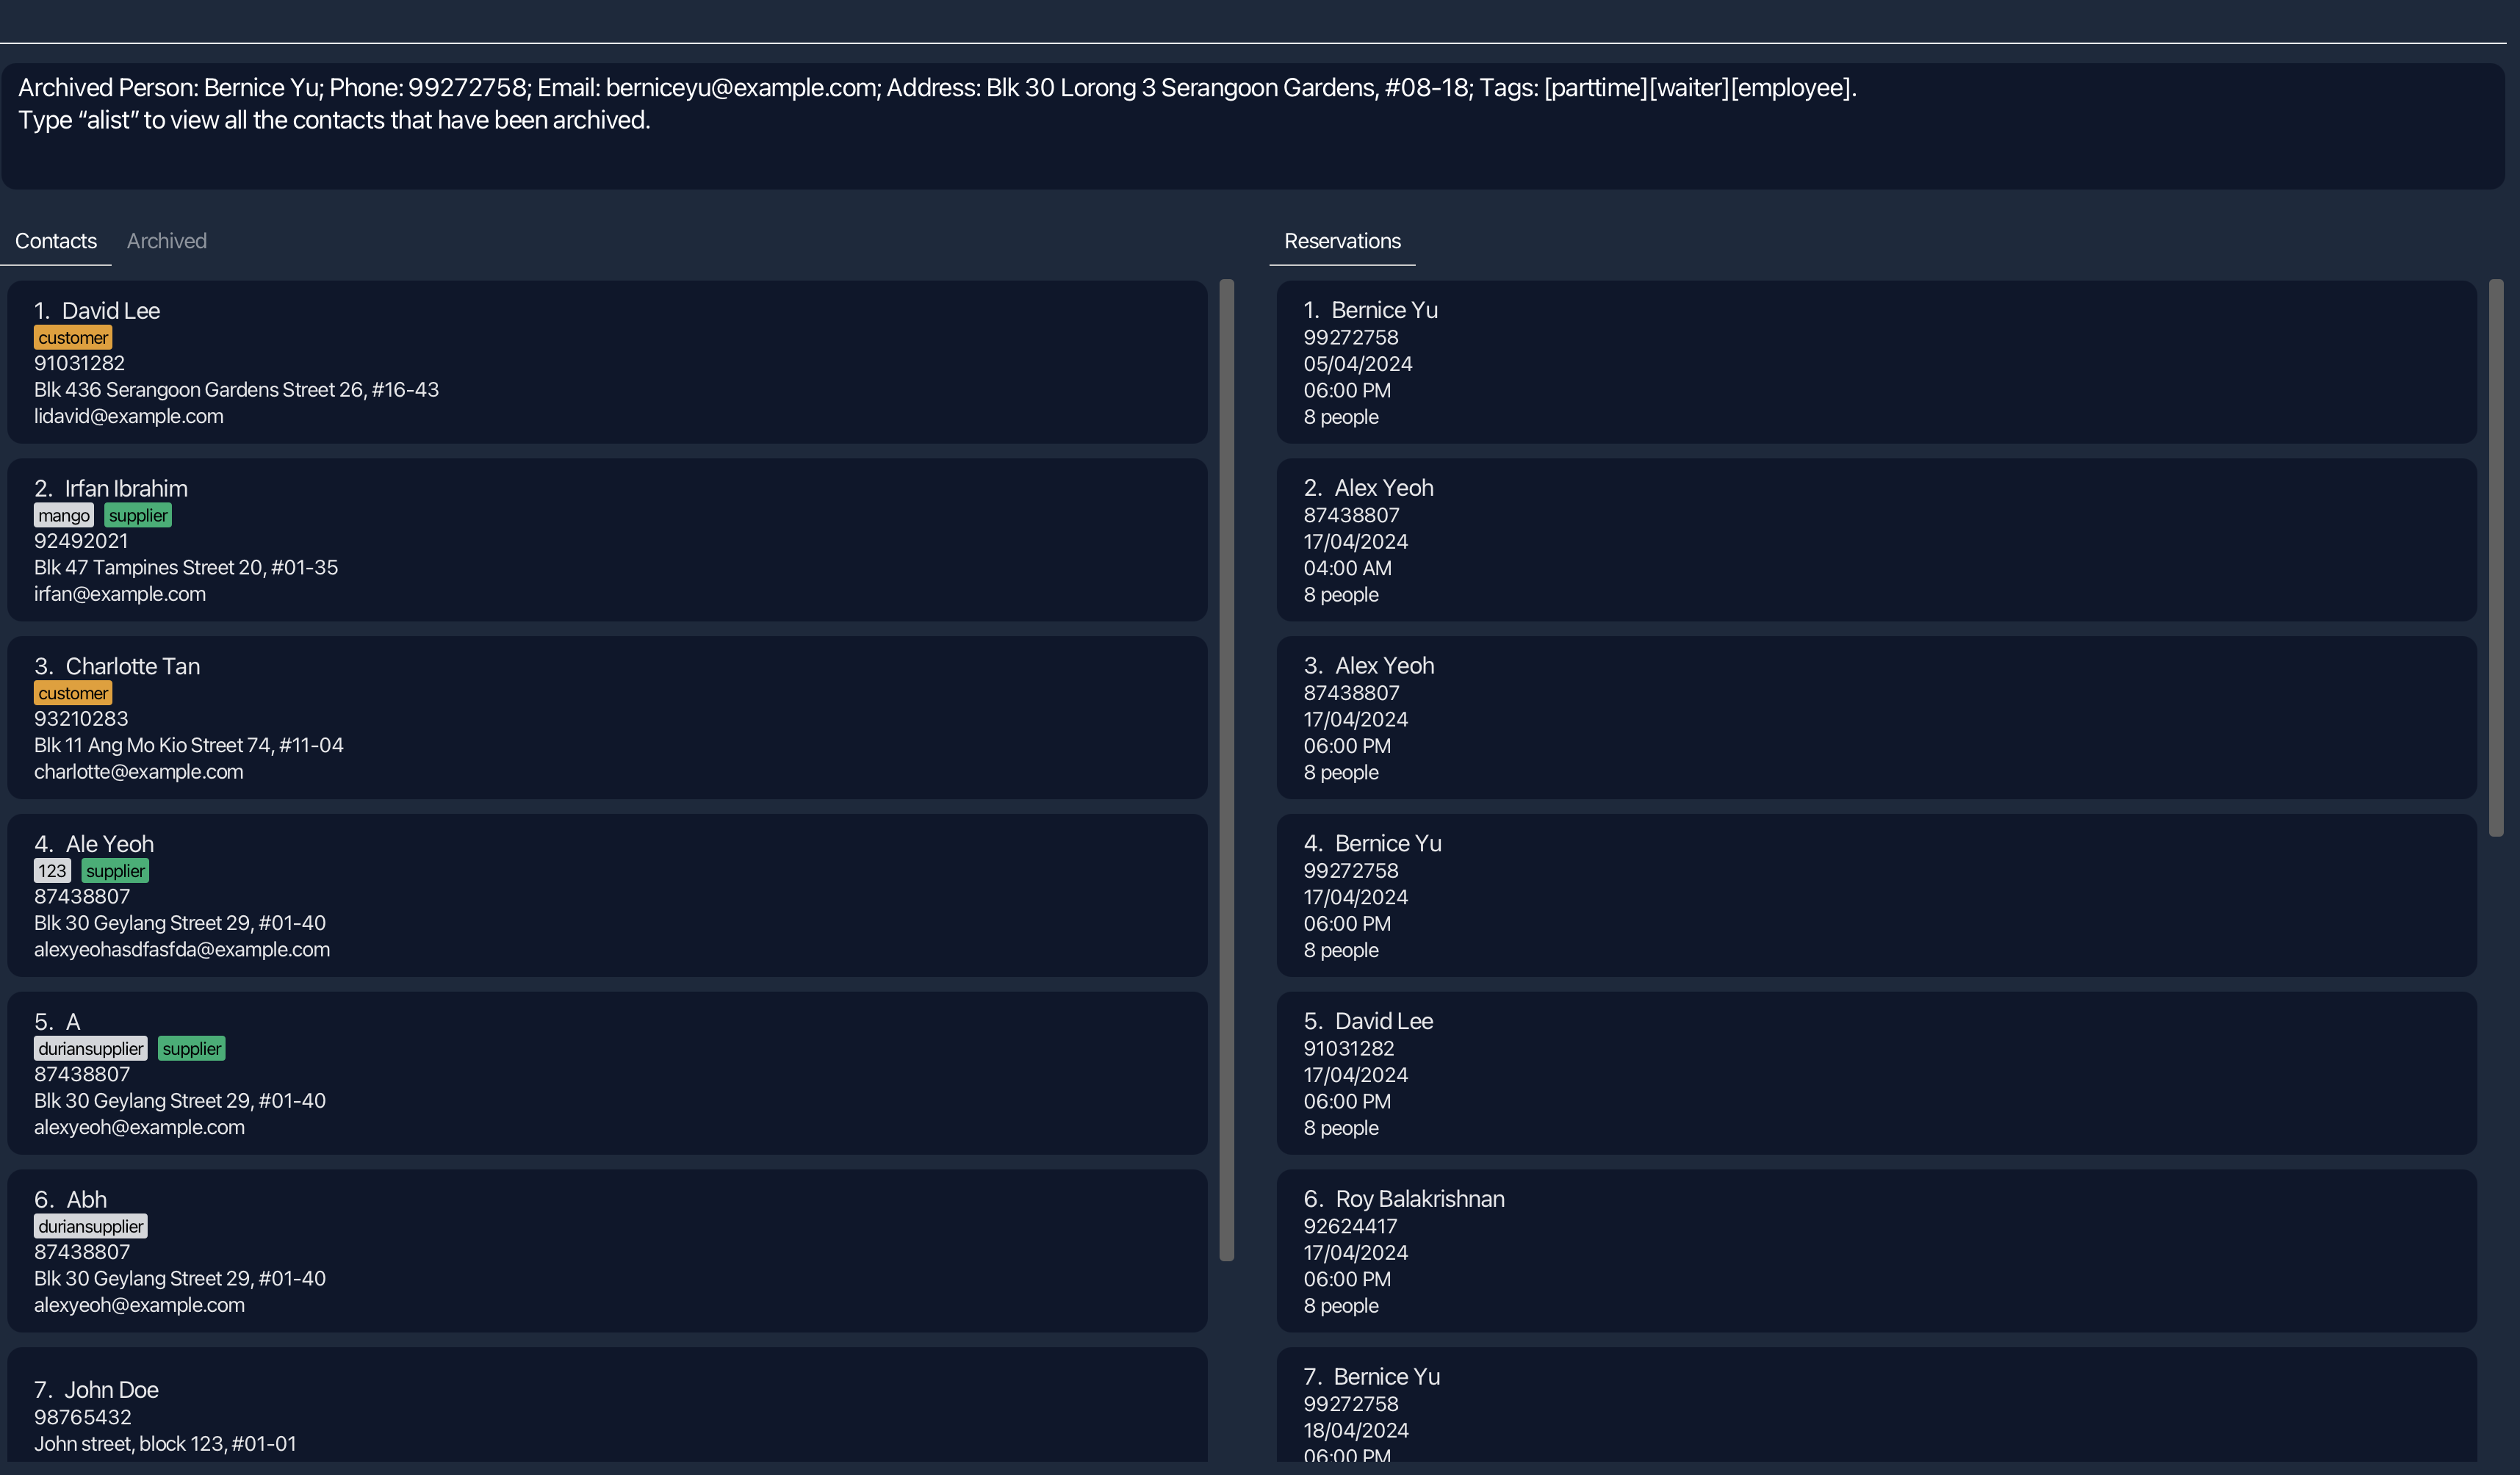 Archived Person: Bernice Yu; Phone: 99272758; Email: berniceyu@example.com; Address: Blk 30 Lorong 3 Serangoon Gardens, #08-18; Tags: [parttime][waiter][employee].
Type “alist” to view all the contacts that have been archived.
Contacts Archived
1. David Lee
customer
91031282
Blk 436 Serangoon Gardens Street 26, #16-43
lidavid@example.com
2. Irfan Ibrahim
mango supplier
92492021
Blk 47 Tampines Street 20, #01-35
irfan@example.com
3. Charlotte Tan
customer
93210283
Blk 11 Ang Mo Kio Street 74, #11-04
charlotte@example.com
4. Ale Yeoh
123 supplier
87438807
Blk 30 Geylang Street 29, #01-40
alexyeohasdfasfda@example.com
5. A
duriansupplier supplier
87438807
Blk 30 Geylang Street 29, #01-40
alexyeoh@example.com
6. Abh
duriansupplier
87438807
Blk 30 Geylang Street 29, #01-40
alexyeoh@example.com
7. John Doe
98765432
John street, block 123, #01-01
Reservations
1. Bernice Yu
99272758
05/04/2024
06:00 PM
8 people
2. Alex Yeoh
87438807
17/04/2024
04:00 AM
8 people
3. Alex Yeoh
87438807
17/04/2024
06:00 PM
8 people
4. Bernice Yu
99272758
17/04/2024
06:00 PM
8 people
5. David Lee
91031282
17/04/2024
06:00 PM
8 people
6. Roy Balakrishnan
92624417
17/04/2024
06:00 PM
8 people
7. Bernice Yu
99272758
18/04/2024
06:00 PM